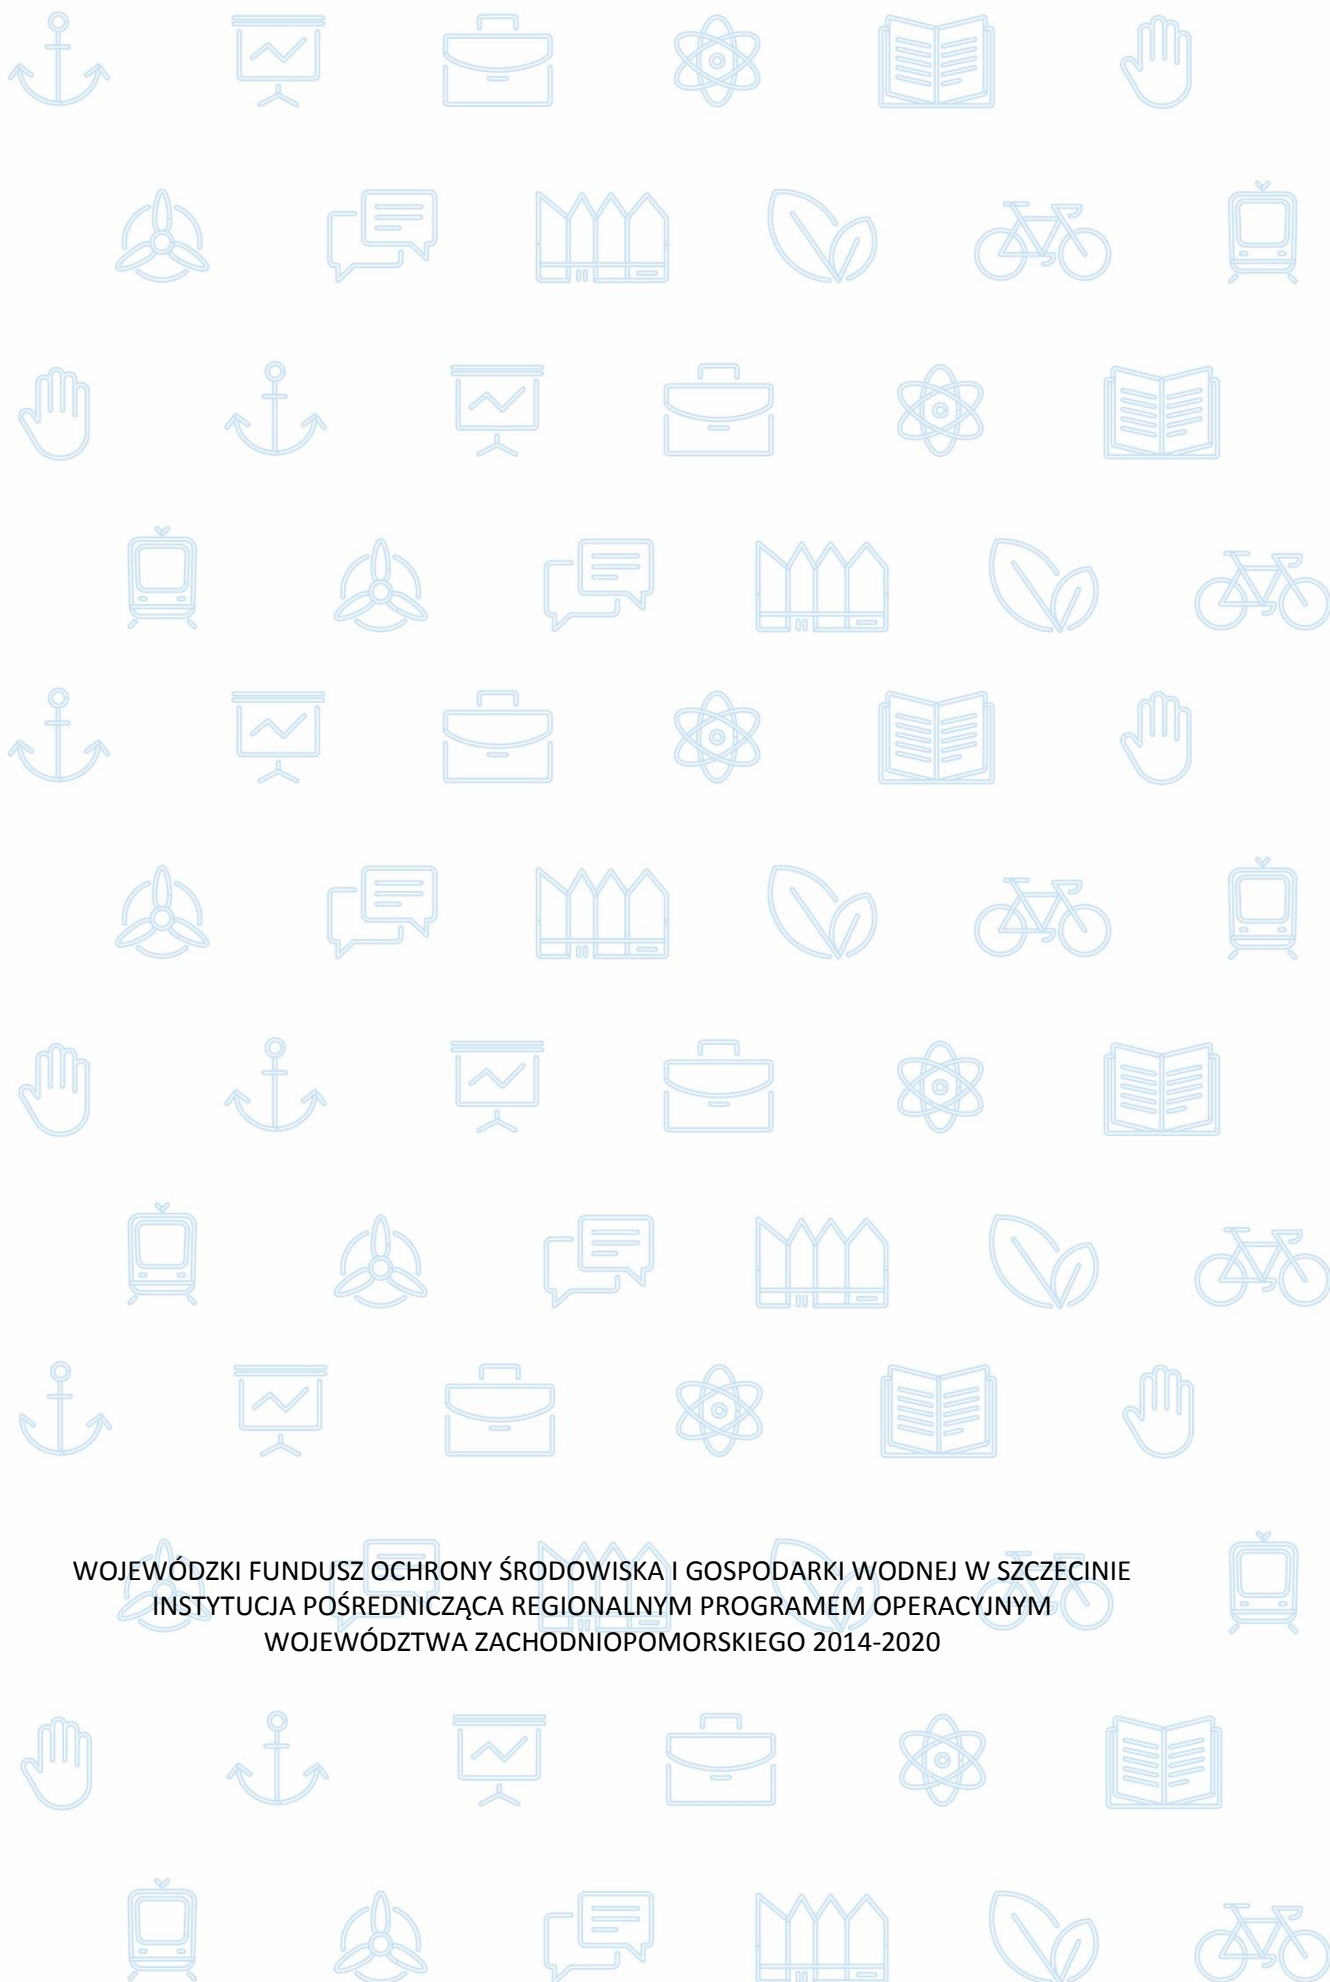 WOJEWÓDZKI FUNDUSZ OCHRONY ŚRODOWISKA I GOSPODARKI WODNEJ W SZCZECINIE
INSTYTUCJA POŚREDNICZĄCA REGIONALNYM PROGRAMEM OPERACYJNYM
WOJEWÓDZTWA ZACHODNIOPOMORSKIEGO 2014-2020